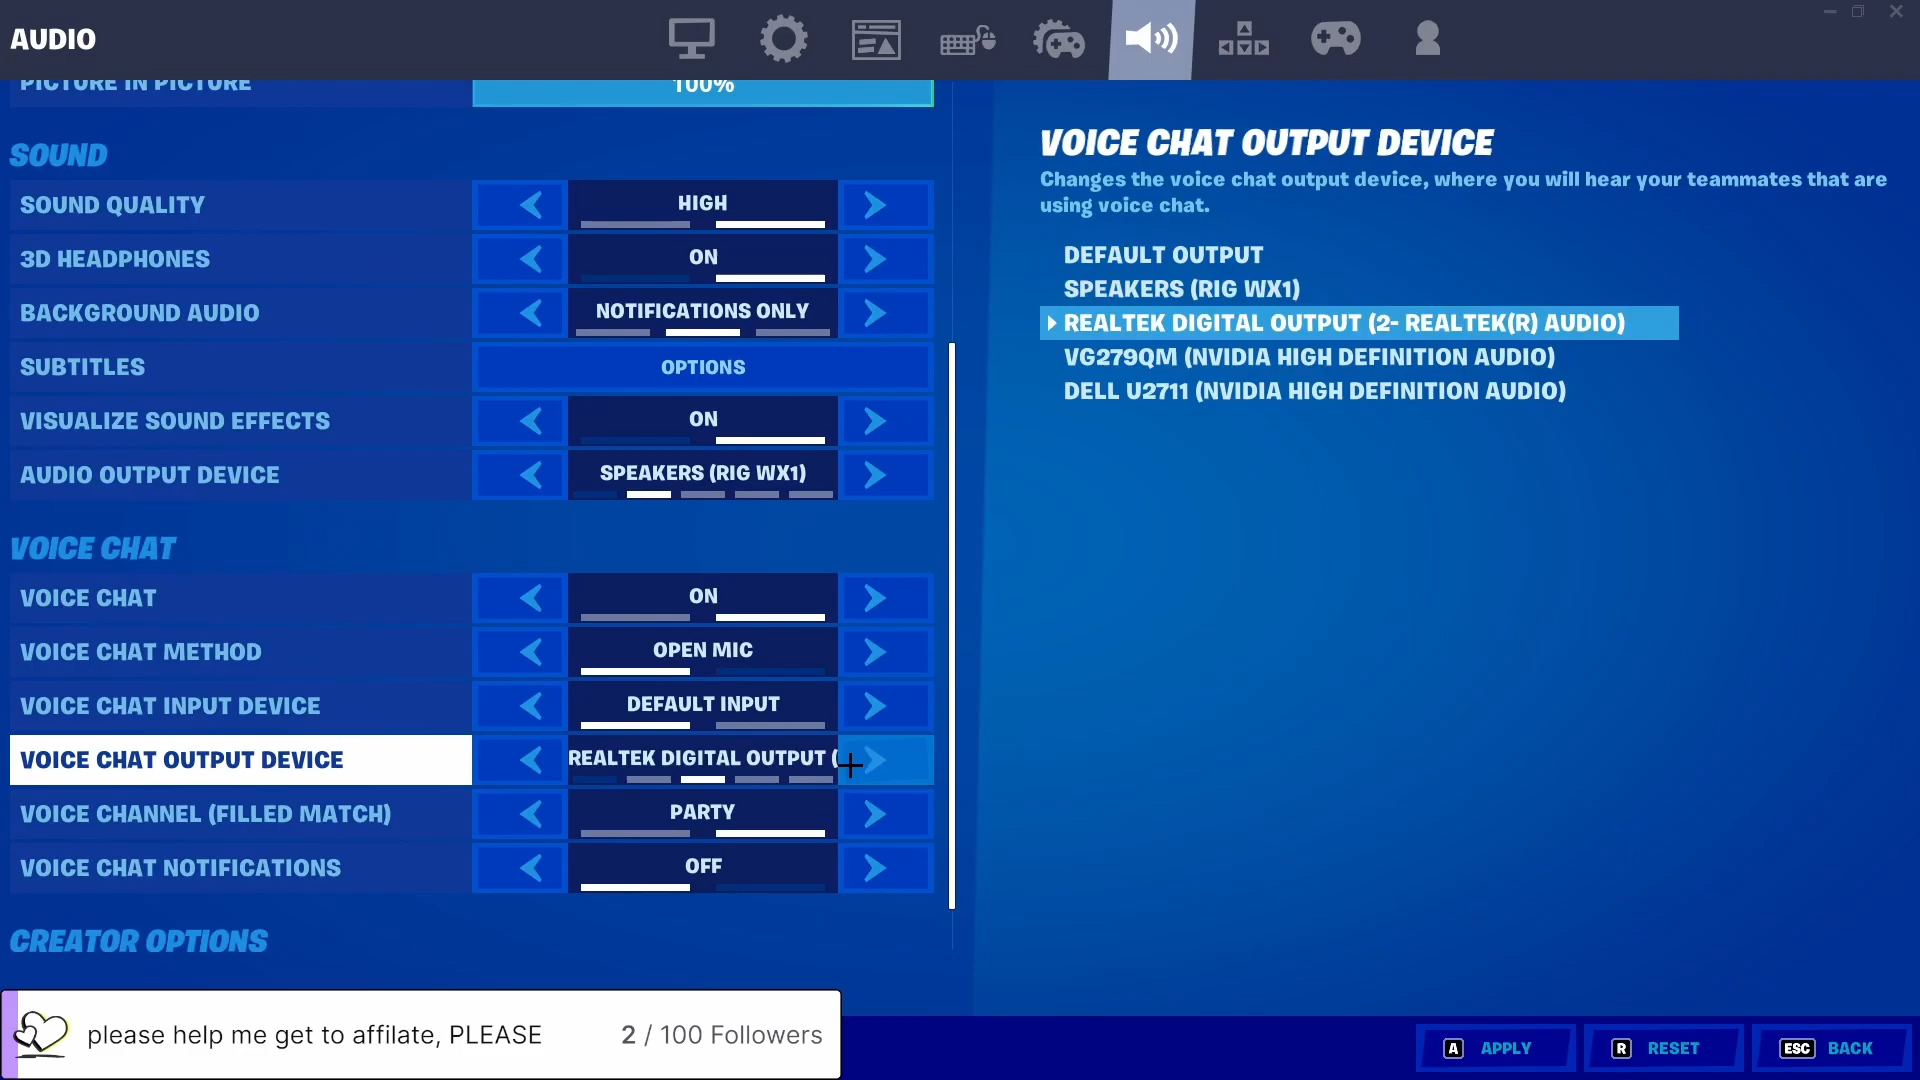 AUDIO
PICTURE IN PICTURE
100%
SOUND
SOUND QUALITY
HIGH
3D HEADPHONES
ON
BACKGROUND AUDIO
NOTIFICATIONS ONLY
SUBTITLES
OPTIONS
VISUALIZE SOUND EFFECTS
ON
AUDIO OUTPUT DEVICE
SPEAKERS (RIG WX1)
VOICE CHAT
VOICE CHAT
ON
VOICE CHAT METHOD
OPEN MIC
VOICE CHAT INPUT DEVICE
DEFAULT INPUT
VOICE CHAT OUTPUT DEVICE
REALTEK DIGITAL OUTPUT (
VOICE CHANNEL (FILLED MATCH)
PARTY
VOICE CHAT NOTIFICATIONS
OFF
CREATOR OPTIONS
VOICE CHAT OUTPUT DEVICE
Changes the voice chat output device, where you will hear your teammates that are
using voice chat.
DEFAULT OUTPUT
SPEAKERS (RIG WX1)
REALTEK DIGITAL OUTPUT (2- REALTEK(R) AUDIO)
VG279QM (NVIDIA HIGH DEFINITION AUDIO)
DELL U2711 (NVIDIA HIGH DEFINITION AUDIO)
please help me get to affilate, PLEASE
2 / 100 Followers
A APPLY
R RESET
ESC BACK